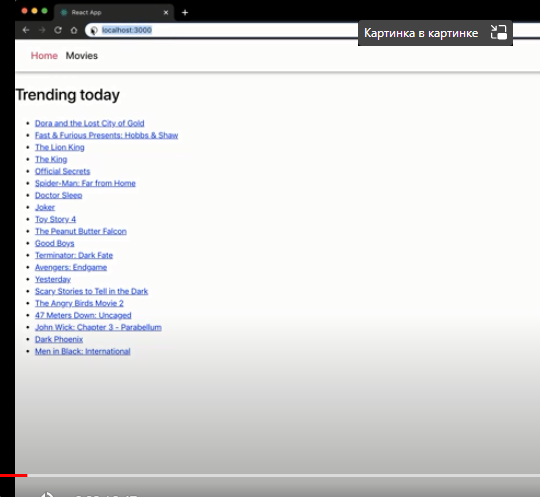 React App
localhost:3000
Картинка в картинке
Home Movies
Trending today
Dora and the Lost City of Gold
Fast & Furious Presents: Hobbs & Shaw
The Lion King
The King
Official Secrets
Spider-Man: Far from Home
Doctor Sleep
Joker
Toy Story 4
The Peanut Butter Falcon
Good Boys
Terminator: Dark Fate
Avengers: Endgame
Yesterday
Scary Stories to Tell in the Dark
The Angry Birds Movie 2
47 Meters Down: Uncaged
John Wick: Chapter 3 - Parabellum
Dark Phoenix
Men in Black: International